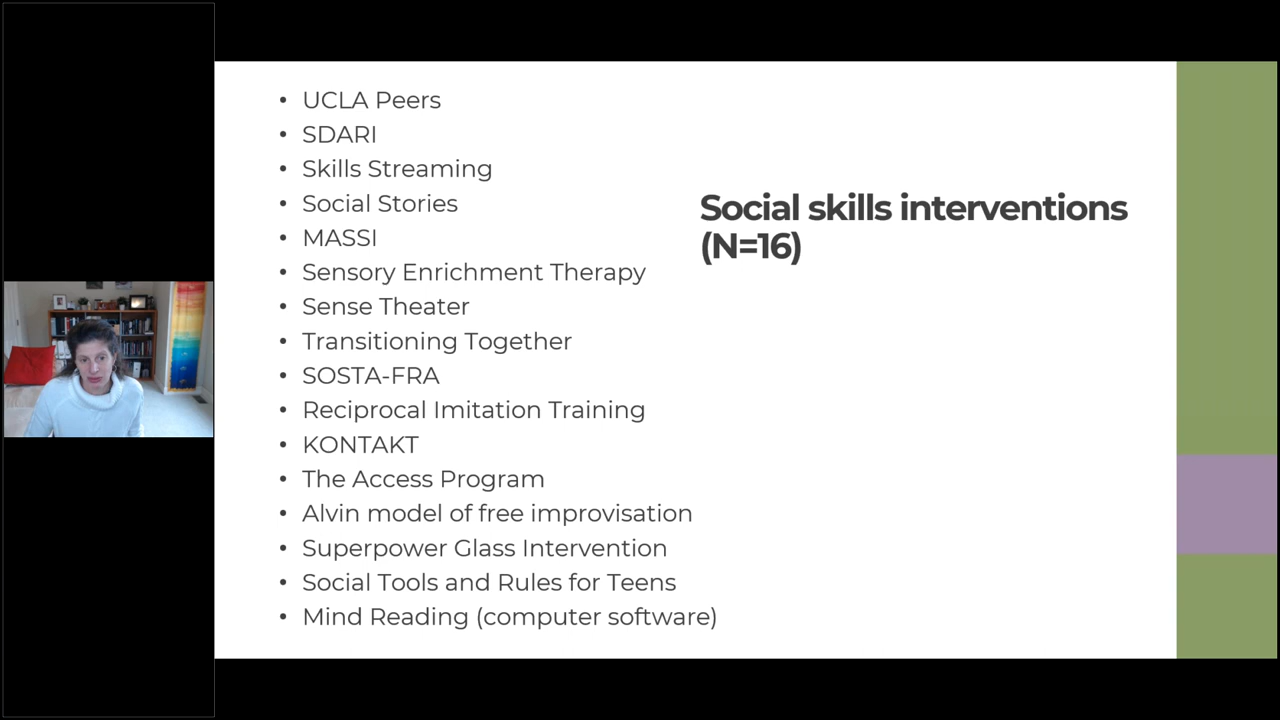 • UCLA Peers
• SDARI
• Skills Streaming
• Social Stories
• MASSI
• Sensory Enrichment Therapy
• Sense Theater
• Transitioning Together
• SOSTA-FRA
• Reciprocal Imitation Training
• KONTAKT
• The Access Program
• Alvin model of free improvisation
• Superpower Glass Intervention
• Social Tools and Rules for Teens
• Mind Reading (computer software)
Social skills interventions
(N=16)